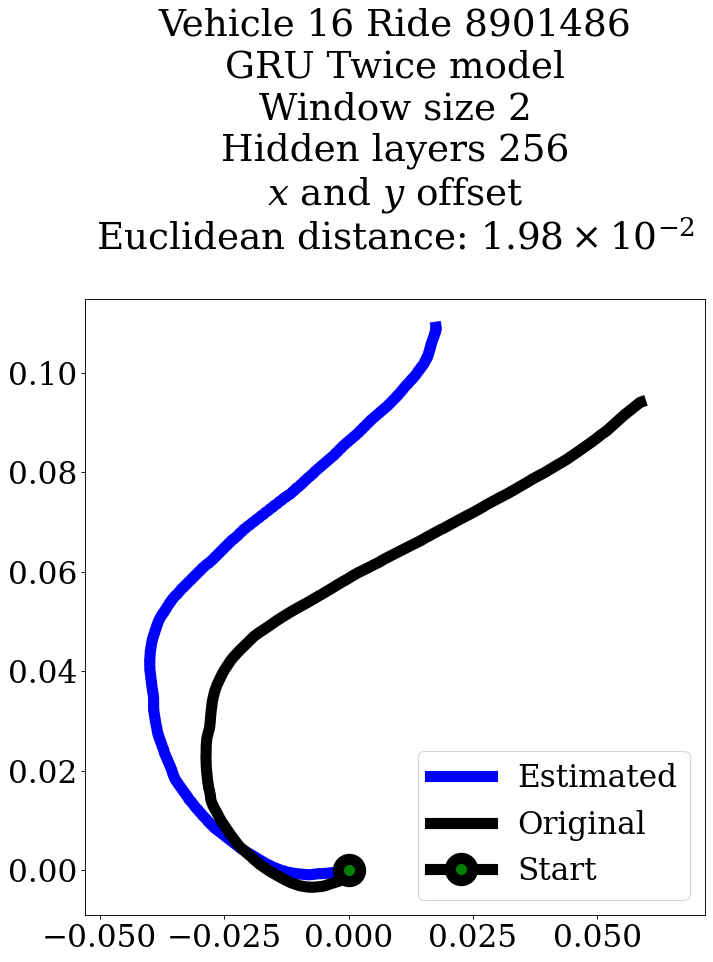 Vehicle 16 Ride 8901486
GRU Twice model
Window size 2
Hidden layers 256
x and y offset
Euclidean distance: 1.98 × 10⁻²
0.10
0.08
0.06
0.04
0.02
0.00
Estimated
Original
Start
−0.050 −0.025 0.000 0.025 0.050